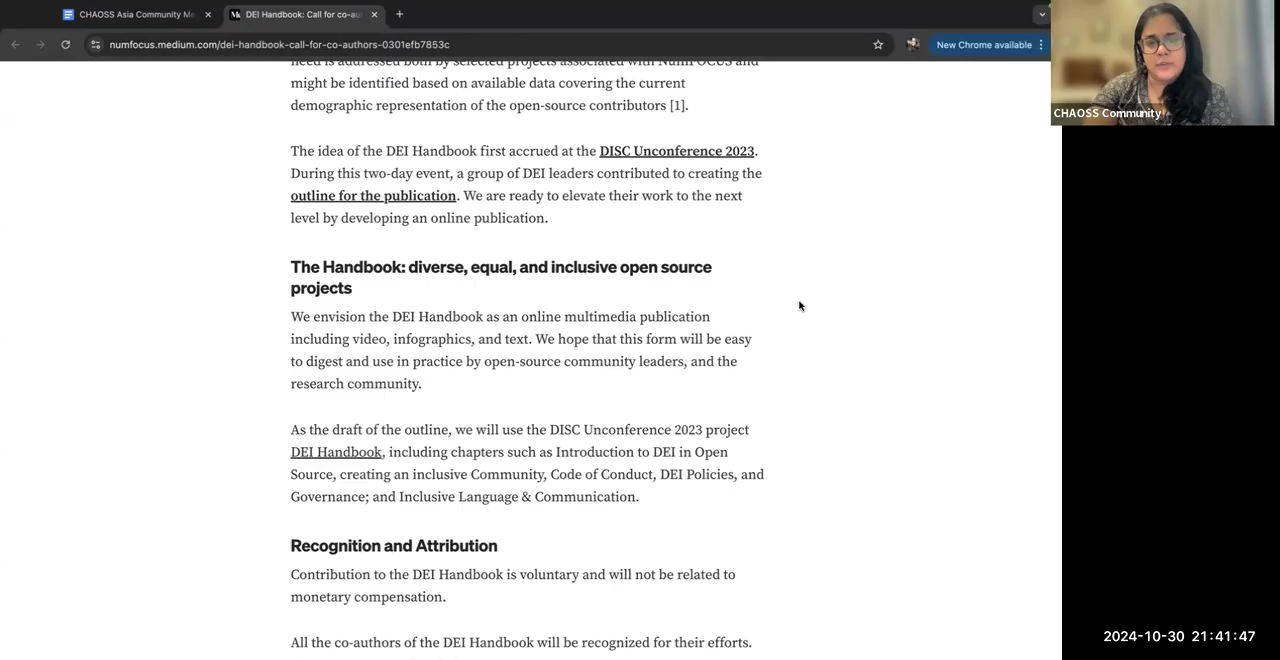 CHAOSS Asia Community Me
DEI Handbook: Call for co-au
numfocus.medium.com/dei-handbook-call-for-co-authors-0301efb7853c
New Chrome available
CHAOSS Community
need is addressed both by selected projects associated with NumFOCUS and
might be identified based on available data covering the current
demographic representation of the open-source contributors [1].
The idea of the DEI Handbook first accrued at the DISC Unconference 2023.
During this two-day event, a group of DEI leaders contributed to creating the
outline for the publication. We are ready to elevate their work to the next
level by developing an online publication.
The Handbook: diverse, equal, and inclusive open source
projects
We envision the DEI Handbook as an online multimedia publication
including video, infographics, and text. We hope that this form will be easy
to digest and use in practice by open-source community leaders, and the
research community.
As the draft of the outline, we will use the DISC Unconference 2023 project
DEI Handbook, including chapters such as Introduction to DEI in Open
Source, creating an inclusive Community, Code of Conduct, DEI Policies, and
Governance; and Inclusive Language & Communication.
Recognition and Attribution
Contribution to the DEI Handbook is voluntary and will not be related to
monetary compensation.
All the co-authors of the DEI Handbook will be recognized for their efforts.
2024-10-30 21:41:47